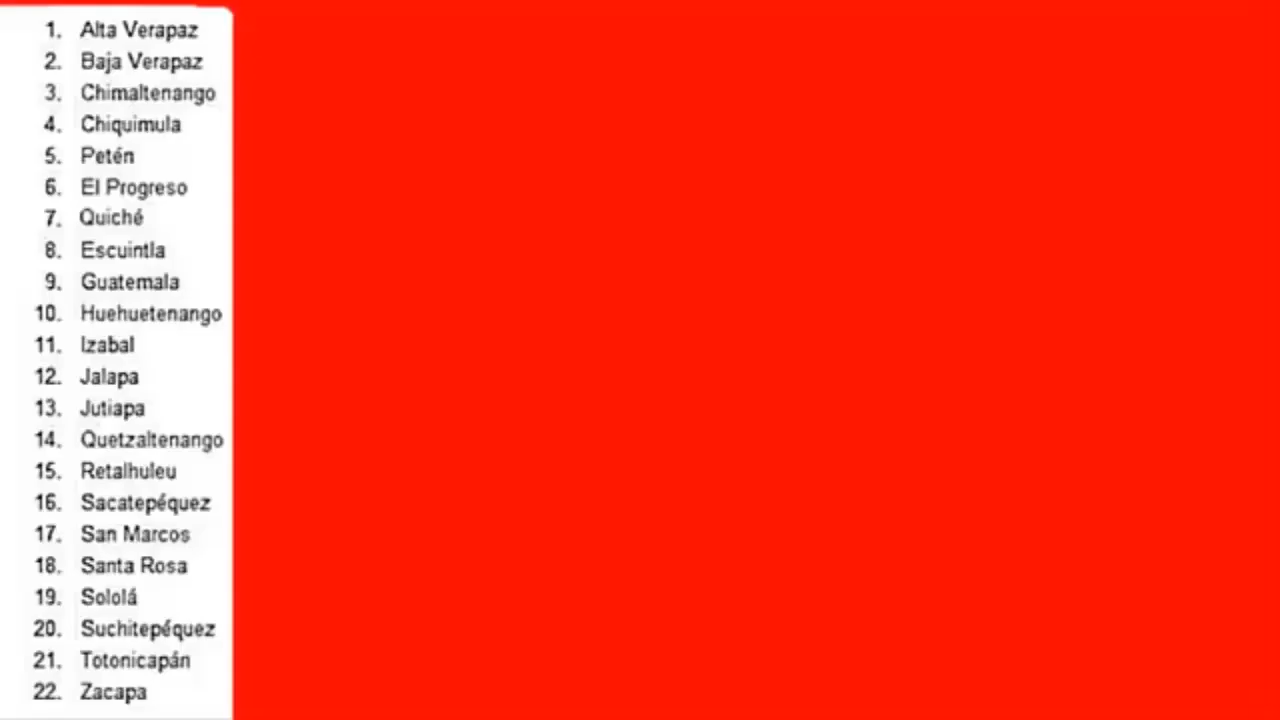 1. Alta Verapaz
2. Baja Verapaz
3. Chimaltenango
4. Chiquimula
5. Petén
6. El Progreso
7. Quiché
8. Escuintla
9. Guatemala
10. Huehuetenango
11. Izabal
12. Jalapa
13. Jutiapa
14. Quetzaltenango
15. Retalhuleu
16. Sacatepéquez
17. San Marcos
18. Santa Rosa
19. Sololá
20. Suchitepéquez
21. Totonicapán
22. Zacapa